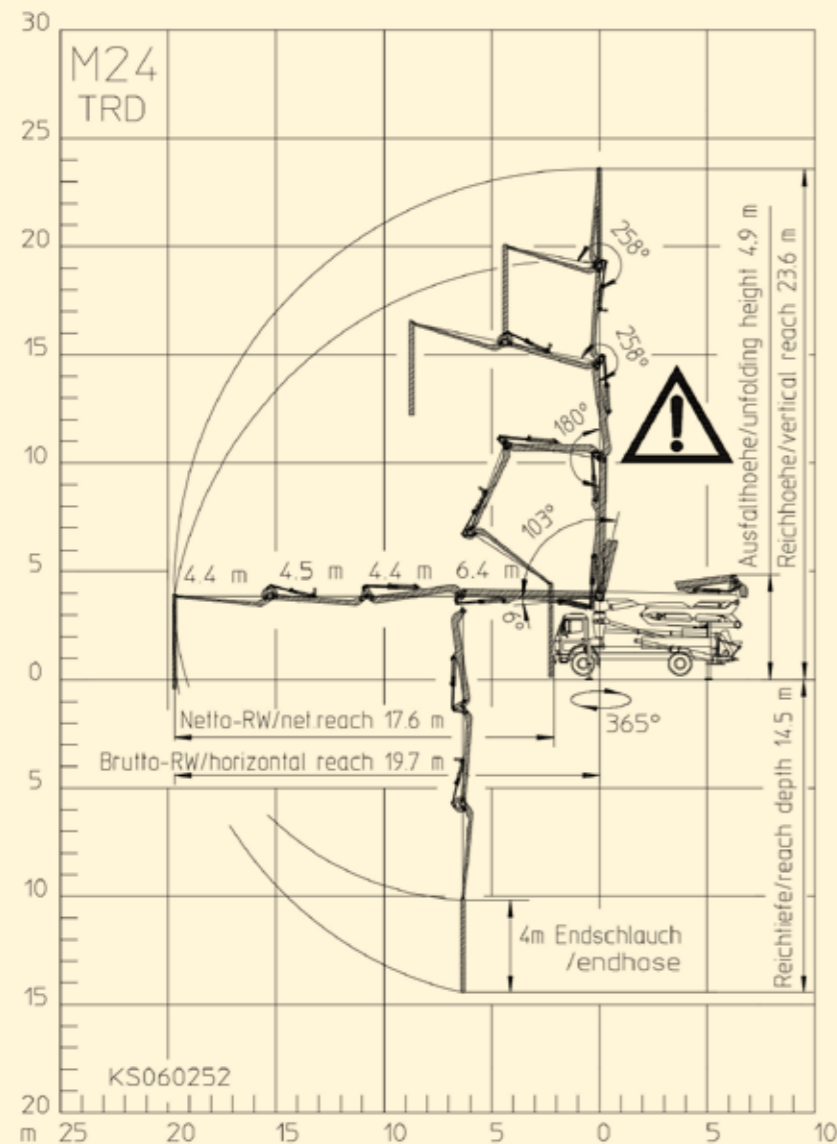 30
M24
TRD
25
20
15
10
5
0
5
10
15
20
258°
258°
180°
103°
4.4 m
4.5 m
4.4 m
6.4 m
6°
365°
Netto-RW/net.reach 17.6 m
Brutto-RW/horizontal reach 19.7 m
4m Endschlauch
/endhose
Ausfalthoehe/unfolding height 4.9 m
Reichhoehe/vertical reach 23.6 m
Reichtiefe/reach depth 14.5 m
KS060252
m 25 20 15 10 5 0 5 10